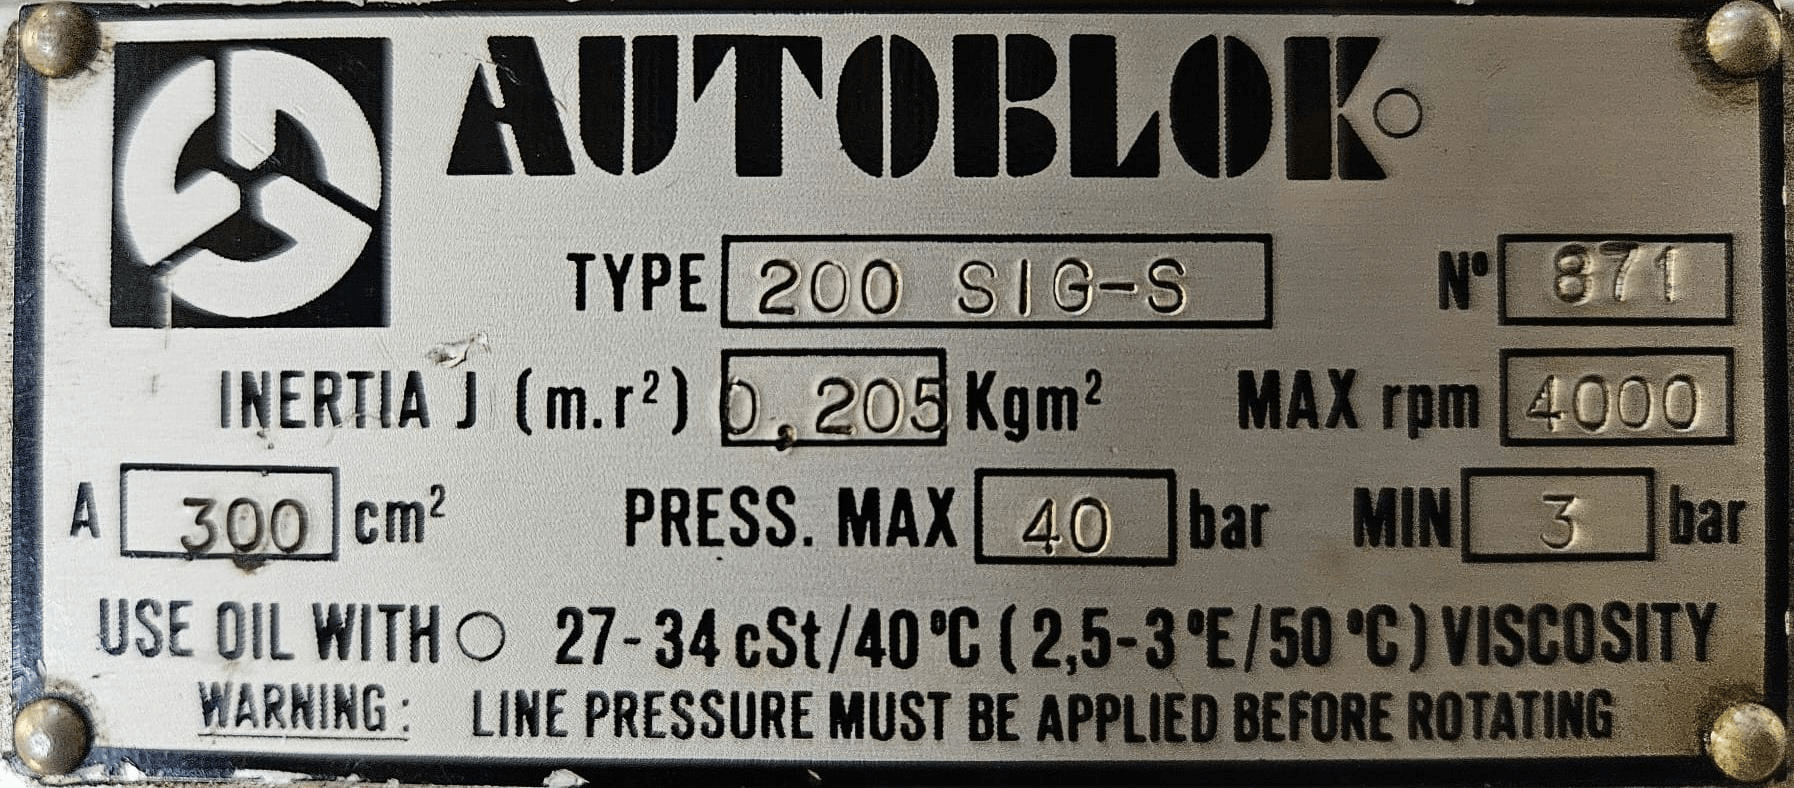 AUTOBLOK
TYPE 200 SIG-S Nº 871
INERTIA J (m.r²) 0,205 Kgm² MAX rpm 4000
A 300 cm² PRESS. MAX 40 bar MIN 3 bar
USE OIL WITH 27-34 cSt/40 °C (2,5-3 °E/50 °C) VISCOSITY
WARNING: LINE PRESSURE MUST BE APPLIED BEFORE ROTATING